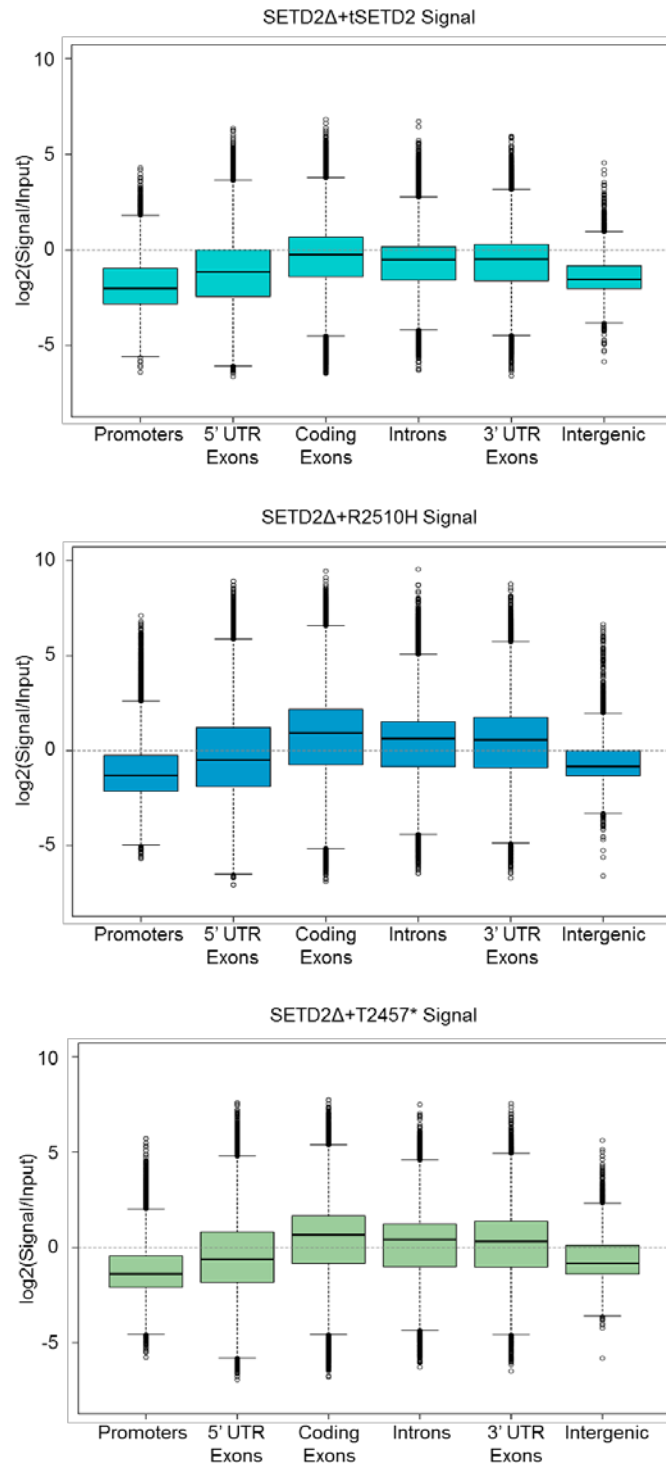 SETD2Δ+tSETD2 Signal
10
5
0
-5
log2(Signal/Input)
Promoters 5' UTR Coding Introns 3' UTR Intergenic
Exons Exons Exons
SETD2Δ+R2510H Signal
10
5
0
-5
log2(Signal/Input)
Promoters 5' UTR Coding Introns 3' UTR Intergenic
Exons Exons Exons
SETD2Δ+T2457* Signal
10
5
0
-5
log2(Signal/Input)
Promoters 5' UTR Coding Introns 3' UTR Intergenic
Exons Exons Exons